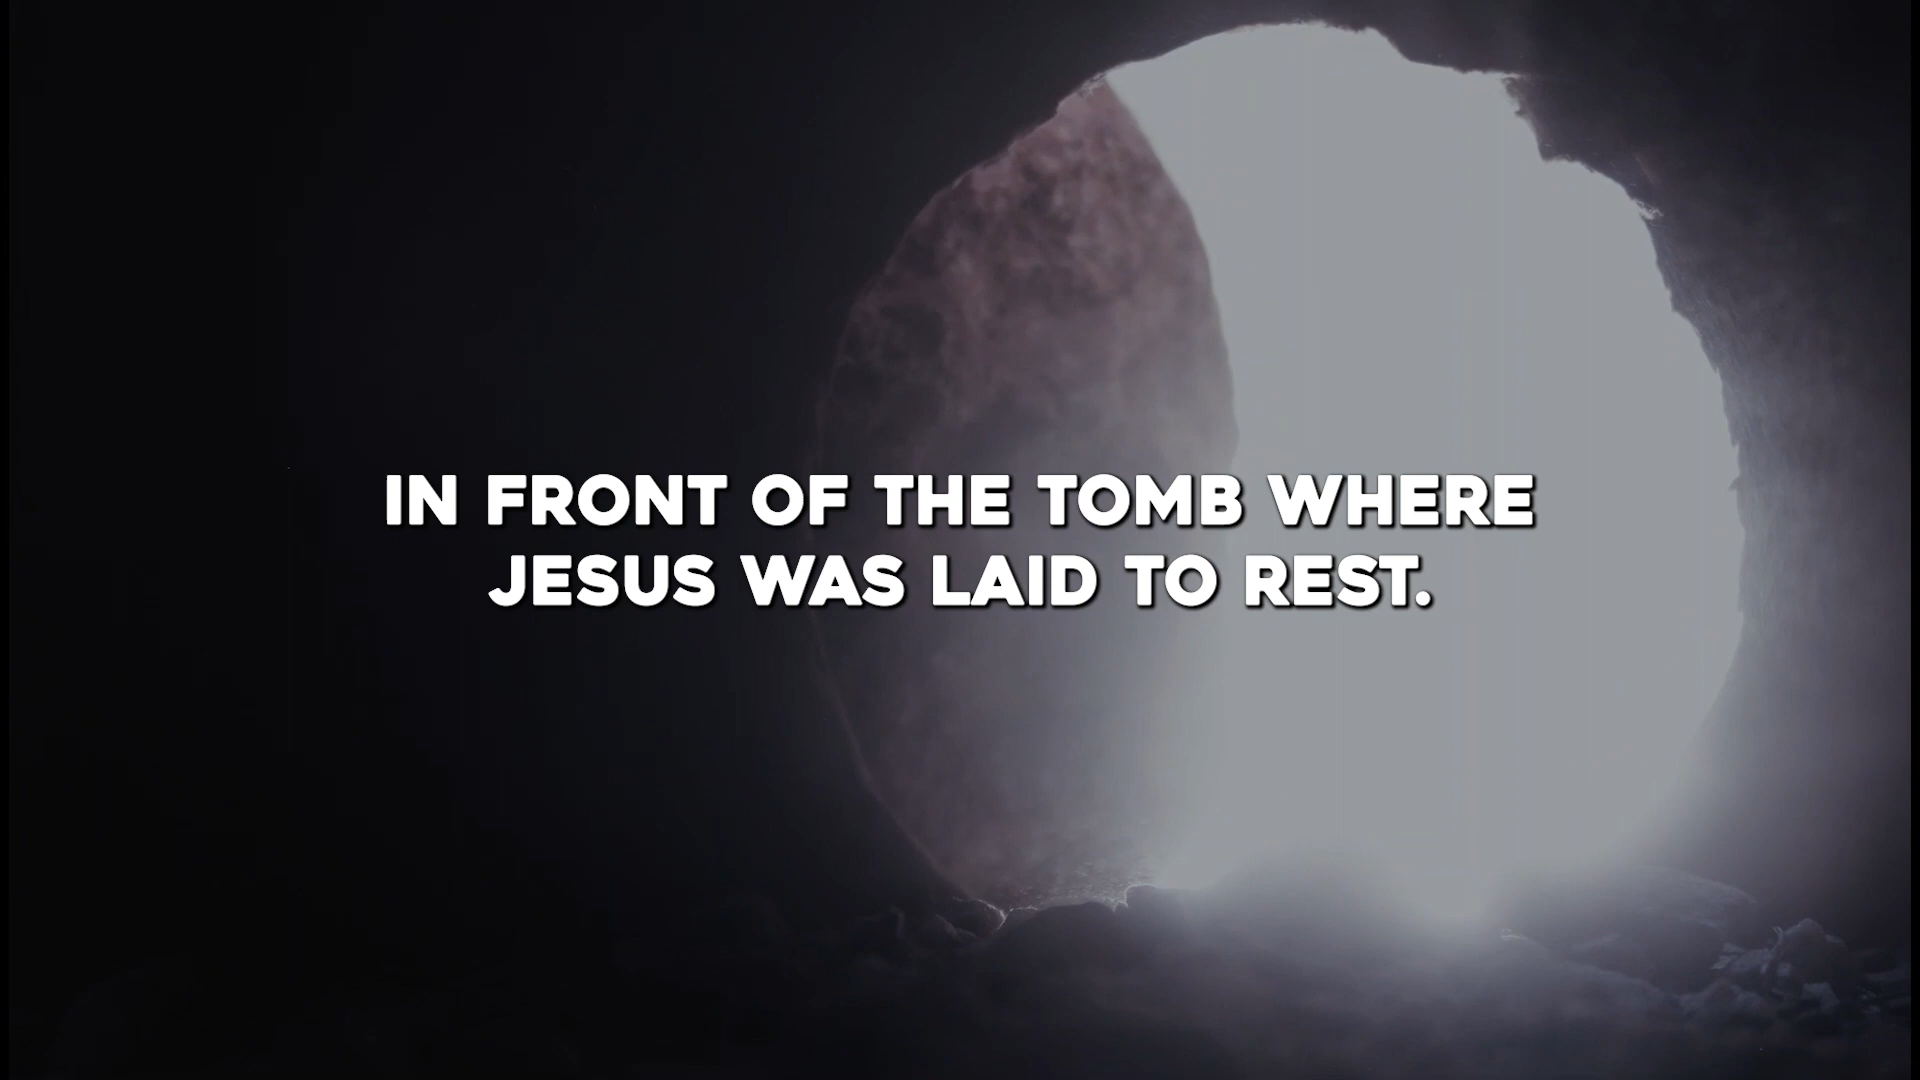 IN FRONT OF THE TOMB WHERE
JESUS WAS LAID TO REST.